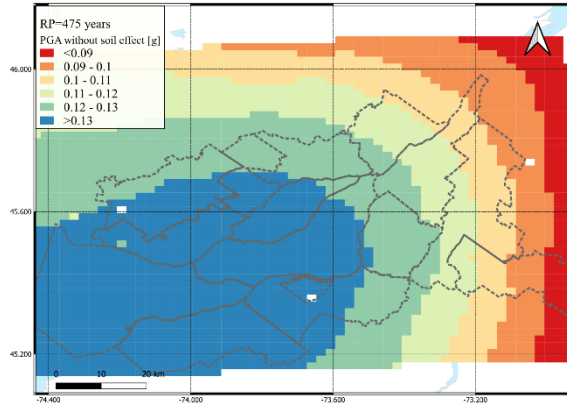 RP=475 years
PGA without soil effect [g]
<0.09
0.09 - 0.1
0.1 - 0.11
0.11 - 0.12
0.12 - 0.13
>0.13
46.000
45.600
45.200
0 10 20 km
-74.400 -74.000 -73.600 -73.200